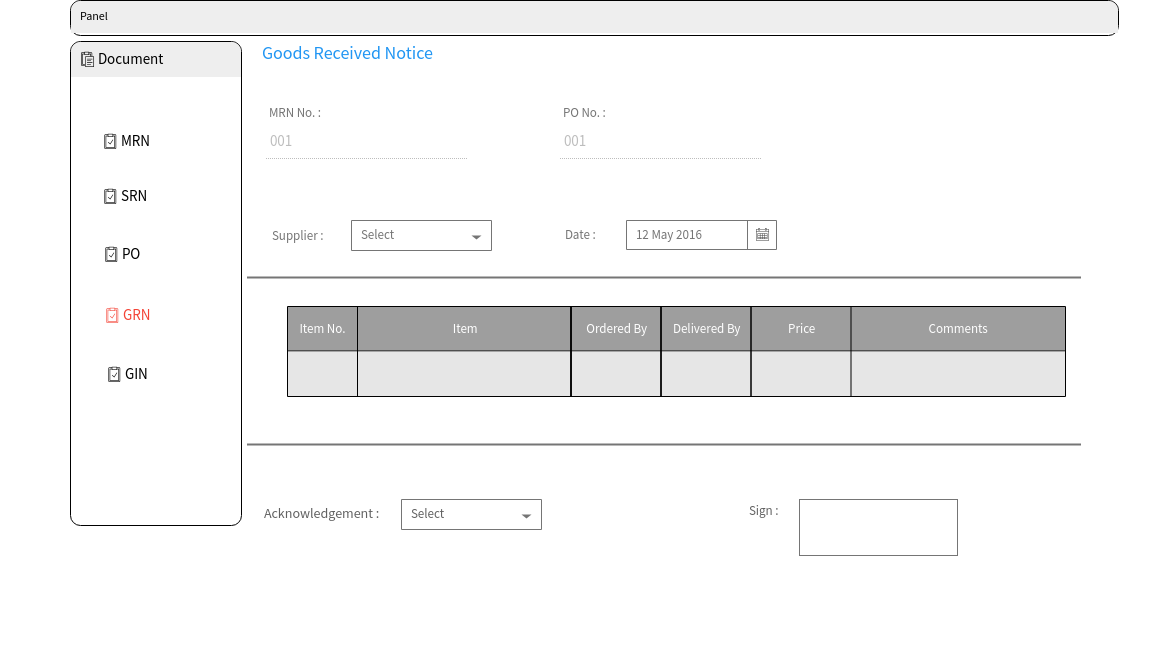 Panel
Document
Goods Received Notice
MRN No. :
PO No. :
001
001
MRN
SRN
PO
GRN
GIN
Supplier :
Select
Date :
12 May 2016
Item No.
Item
Ordered By
Delivered By
Price
Comments
Acknowledgement :
Select
Sign :